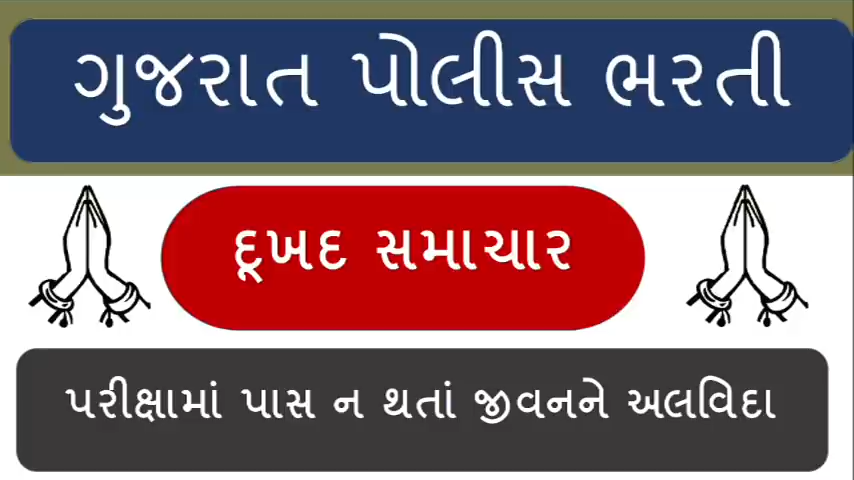 ગુજરાત પોલીસ ભરતી
દૂખદ સમાચાર
પરીક્ષામાં પાસ ન થતાં જીવનને અલવિદા